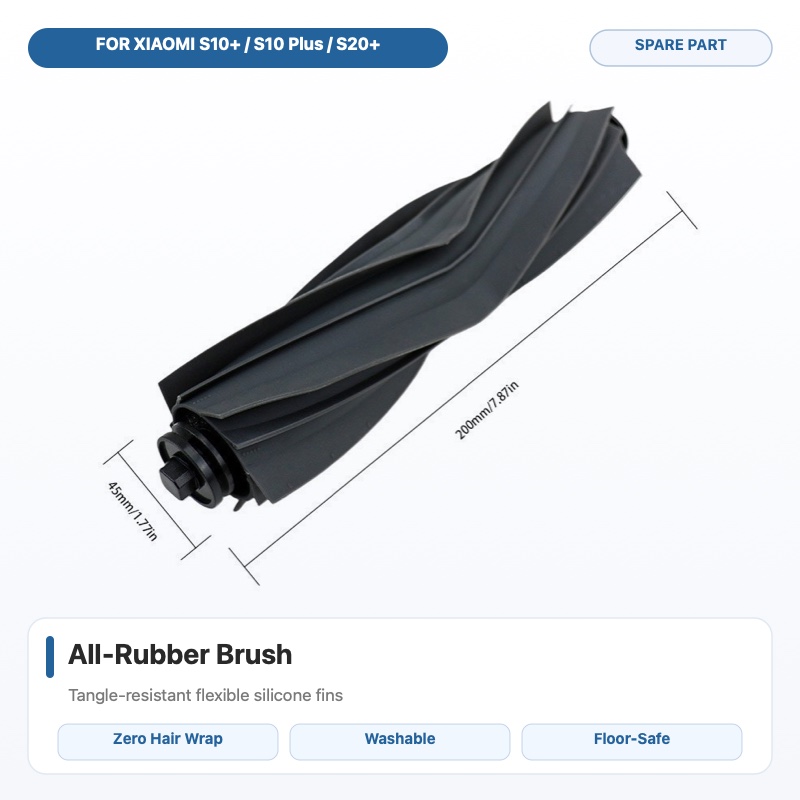 FOR XIAOMI S10+ / S10 Plus / S20+
SPARE PART
200mm/7.87in
45mm/1.77in
All-Rubber Brush
Tangle-resistant flexible silicone fins
Zero Hair Wrap
Washable
Floor-Safe